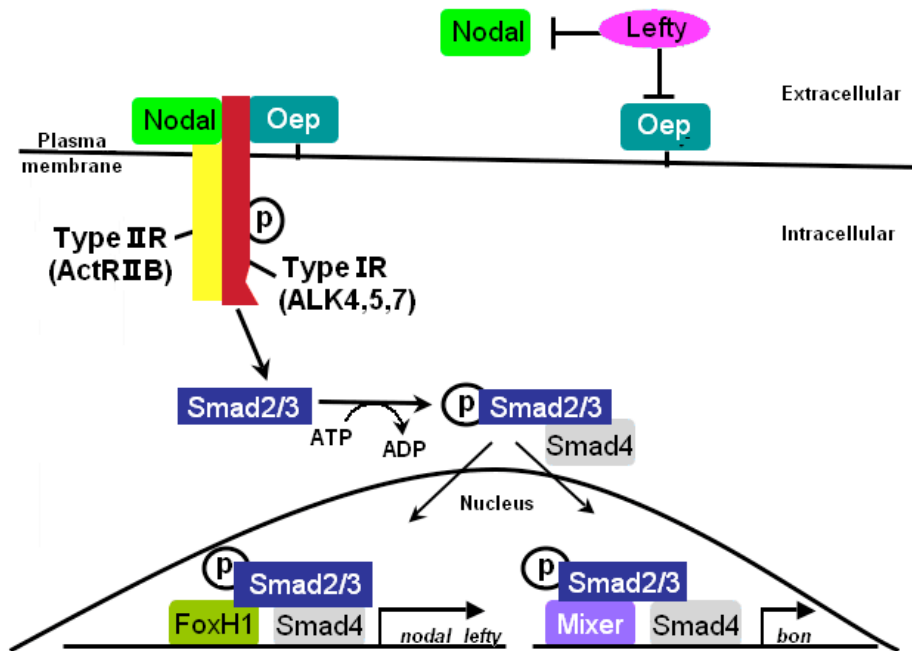 Nodal
Lefty
Extracellular
Nodal
Oep
Oep
Plasma
membrane
p
Intracellular
Type IIR
(ActRIIB)
Type IR
(ALK4,5,7)
Smad2/3
p
Smad2/3
ATP
ADP
Smad4
Nucleus
p
Smad2/3
p
Smad2/3
FoxH1
Smad4
nodal lefty
Mixer
Smad4
bon